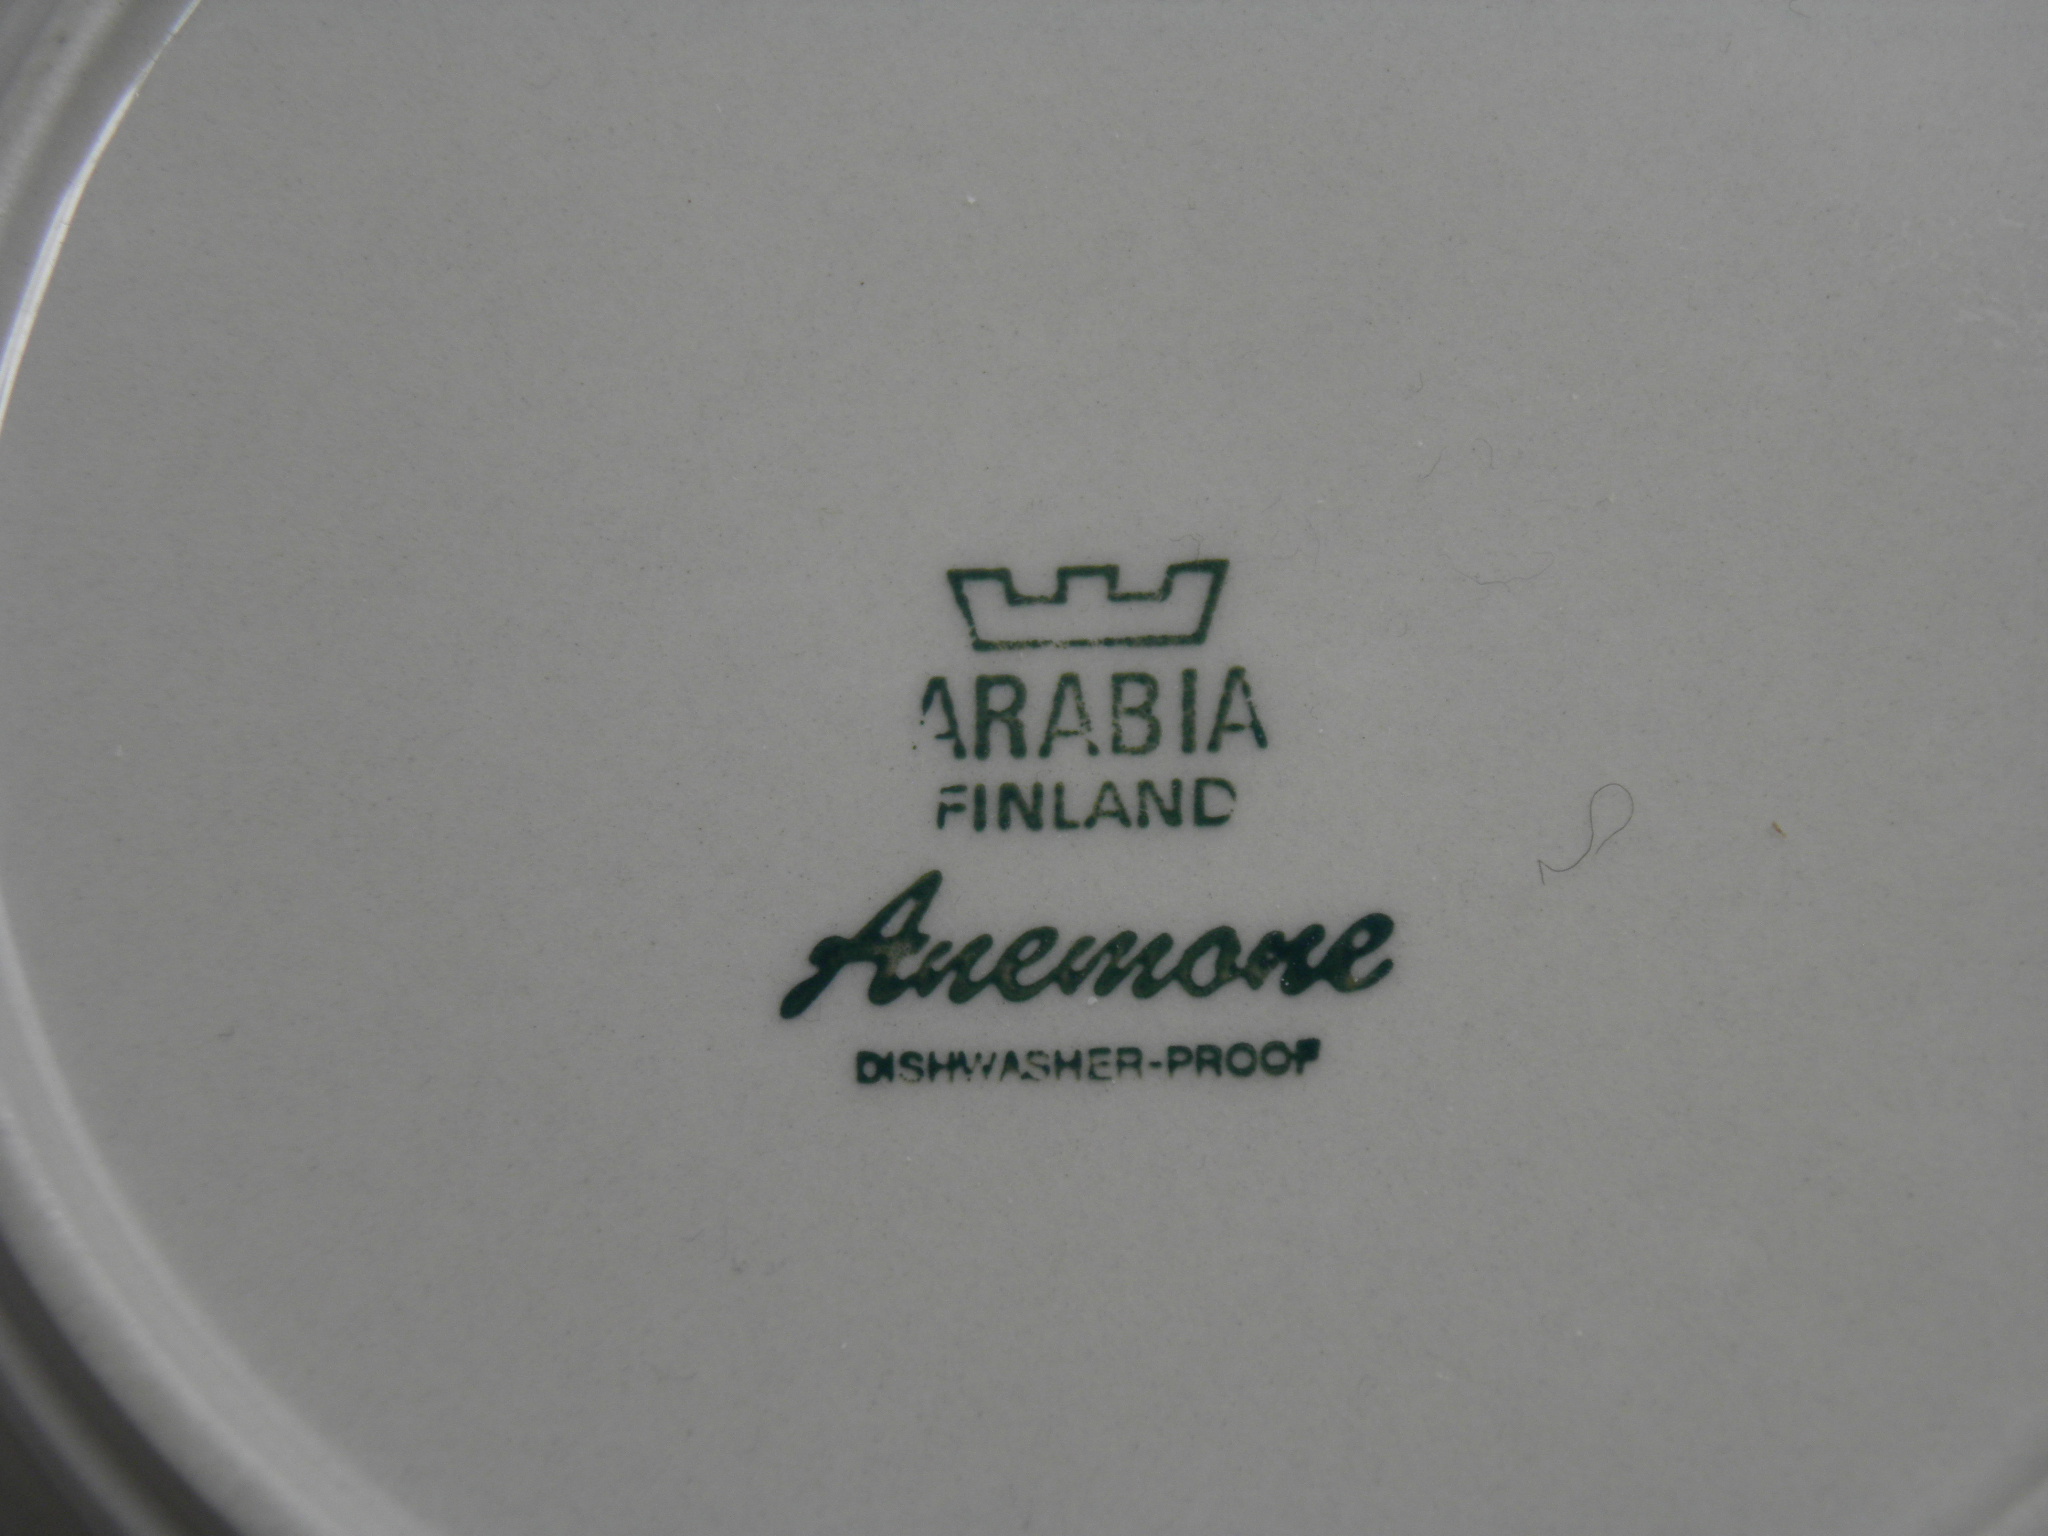 ARABIA
FINLAND
Anemone
DISHWASHER-PROOF